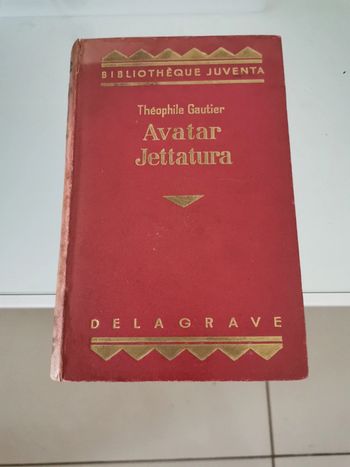 BIBLIOTHÈQUE JUVENTA
Théophile Gautier
Avatar
Jettatura
DELAGRAVE